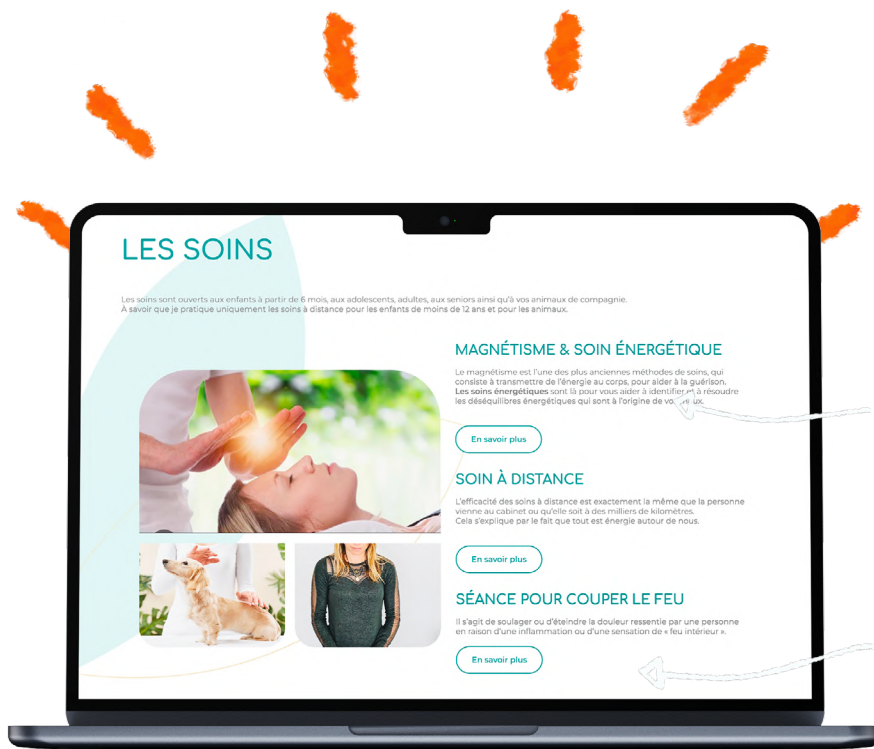 LES SOINS
Les soins sont ouverts aux enfants à partir de 6 mois, aux adolescents, adultes, aux seniors ainsi qu'à vos animaux de compagnie.
À savoir que je pratique uniquement les soins à distance pour les enfants de moins de 12 ans et pour les animaux.
MAGNÉTISME & SOIN ÉNERGÉTIQUE
Le magnétisme est l'une des plus anciennes méthodes de soins, qui
consiste à transmettre de l'énergie au corps, pour aider à la guérison.
Les soins énergétiques sont là pour vous aider à identifier et à résoudre
les déséquilibres énergétiques qui sont à l'origine de vos
En savoir plus
SOIN À DISTANCE
L'efficacité des soins à distance est exactement la même que la personne
vienne au cabinet ou qu'elle soit à des milliers de kilomètres.
Cela s'explique par le fait que tout est énergie autour de nous.
En savoir plus
SÉANCE POUR COUPER LE FEU
Il s'agit de soulager ou d'éteindre la douleur ressentie par une personne
en raison d'une inflammation ou d'une sensation de « feu intérieur ».
En savoir plus